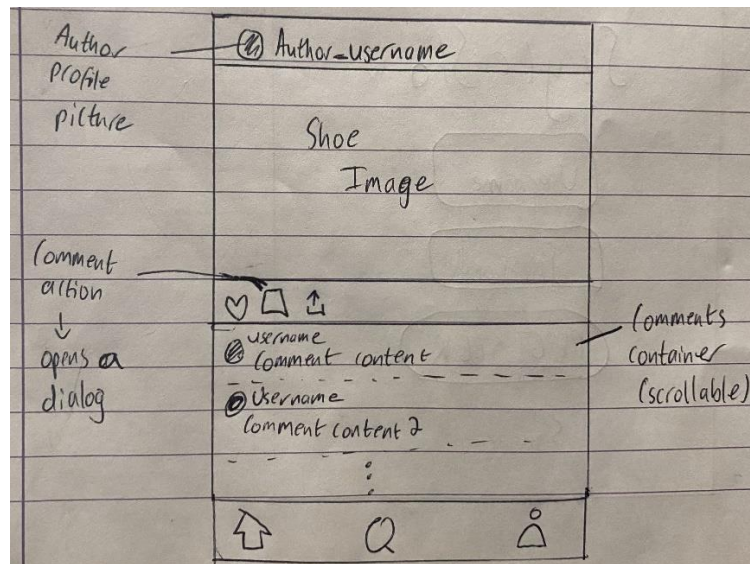 Author
profile
picture
Author_username
Shoe
Image
Comment
action
opens a
dialog
username
Comment content
Username
Comment content 2
Comments
container
(scrollable)